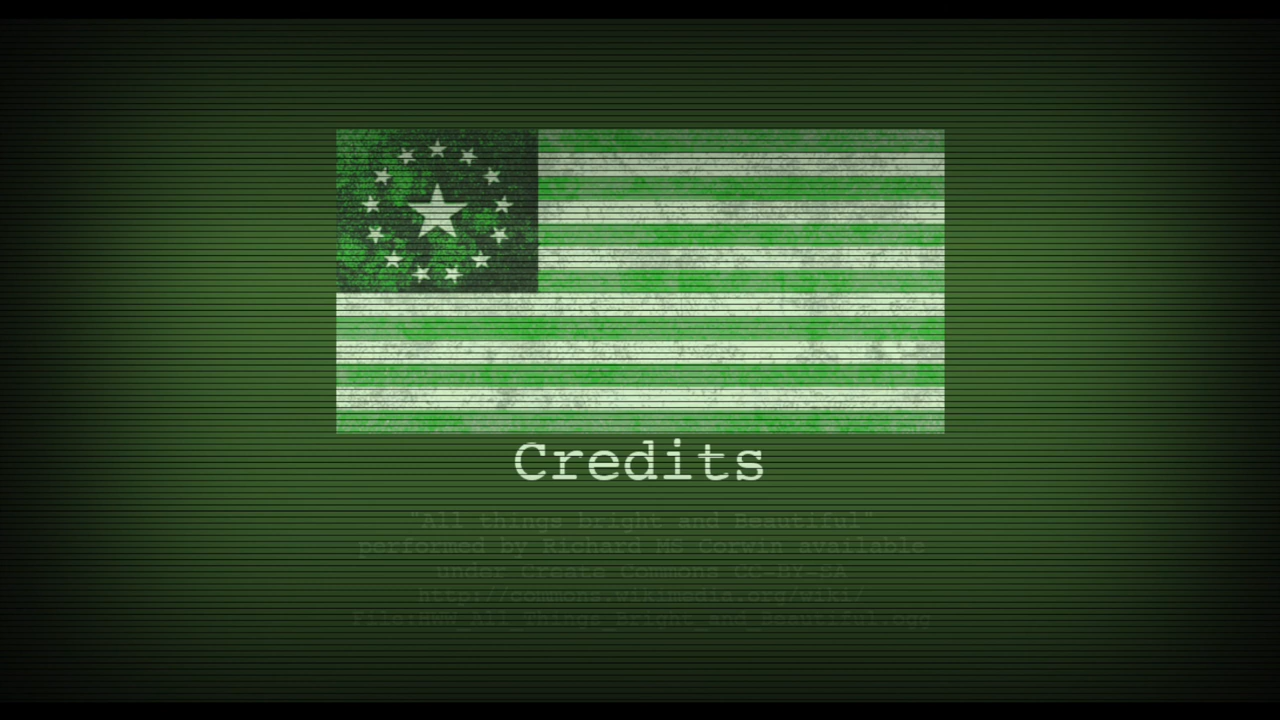 Credits
"All things bright and Beautiful"
performed by Richard MS Corwin available
under Create Commons CC-BY-SA
http://commons.wikimedia.org/wiki/